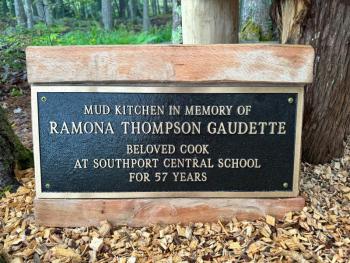 MUD KITCHEN IN MEMORY OF
RAMONA THOMPSON GAUDETTE
BELOVED COOK
AT SOUTHPORT CENTRAL SCHOOL
FOR 57 YEARS